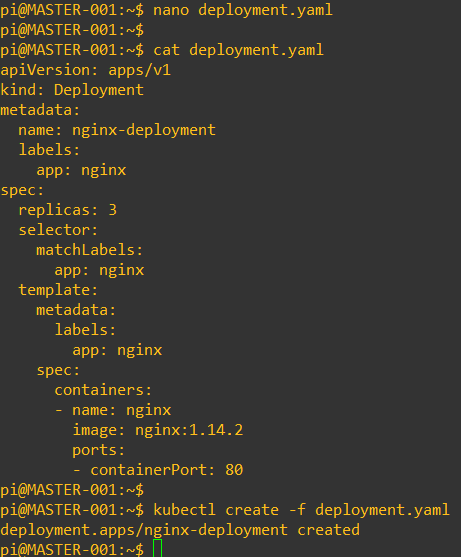 pi@MASTER-001:~$ nano deployment.yaml
pi@MASTER-001:~$
pi@MASTER-001:~$ cat deployment.yaml
apiVersion: apps/v1
kind: Deployment
metadata:
  name: nginx-deployment
  labels:
    app: nginx
spec:
  replicas: 3
  selector:
    matchLabels:
      app: nginx
  template:
    metadata:
      labels:
        app: nginx
    spec:
      containers:
      - name: nginx
        image: nginx:1.14.2
        ports:
        - containerPort: 80
pi@MASTER-001:~$
pi@MASTER-001:~$ kubectl create -f deployment.yaml
deployment.apps/nginx-deployment created
pi@MASTER-001:~$